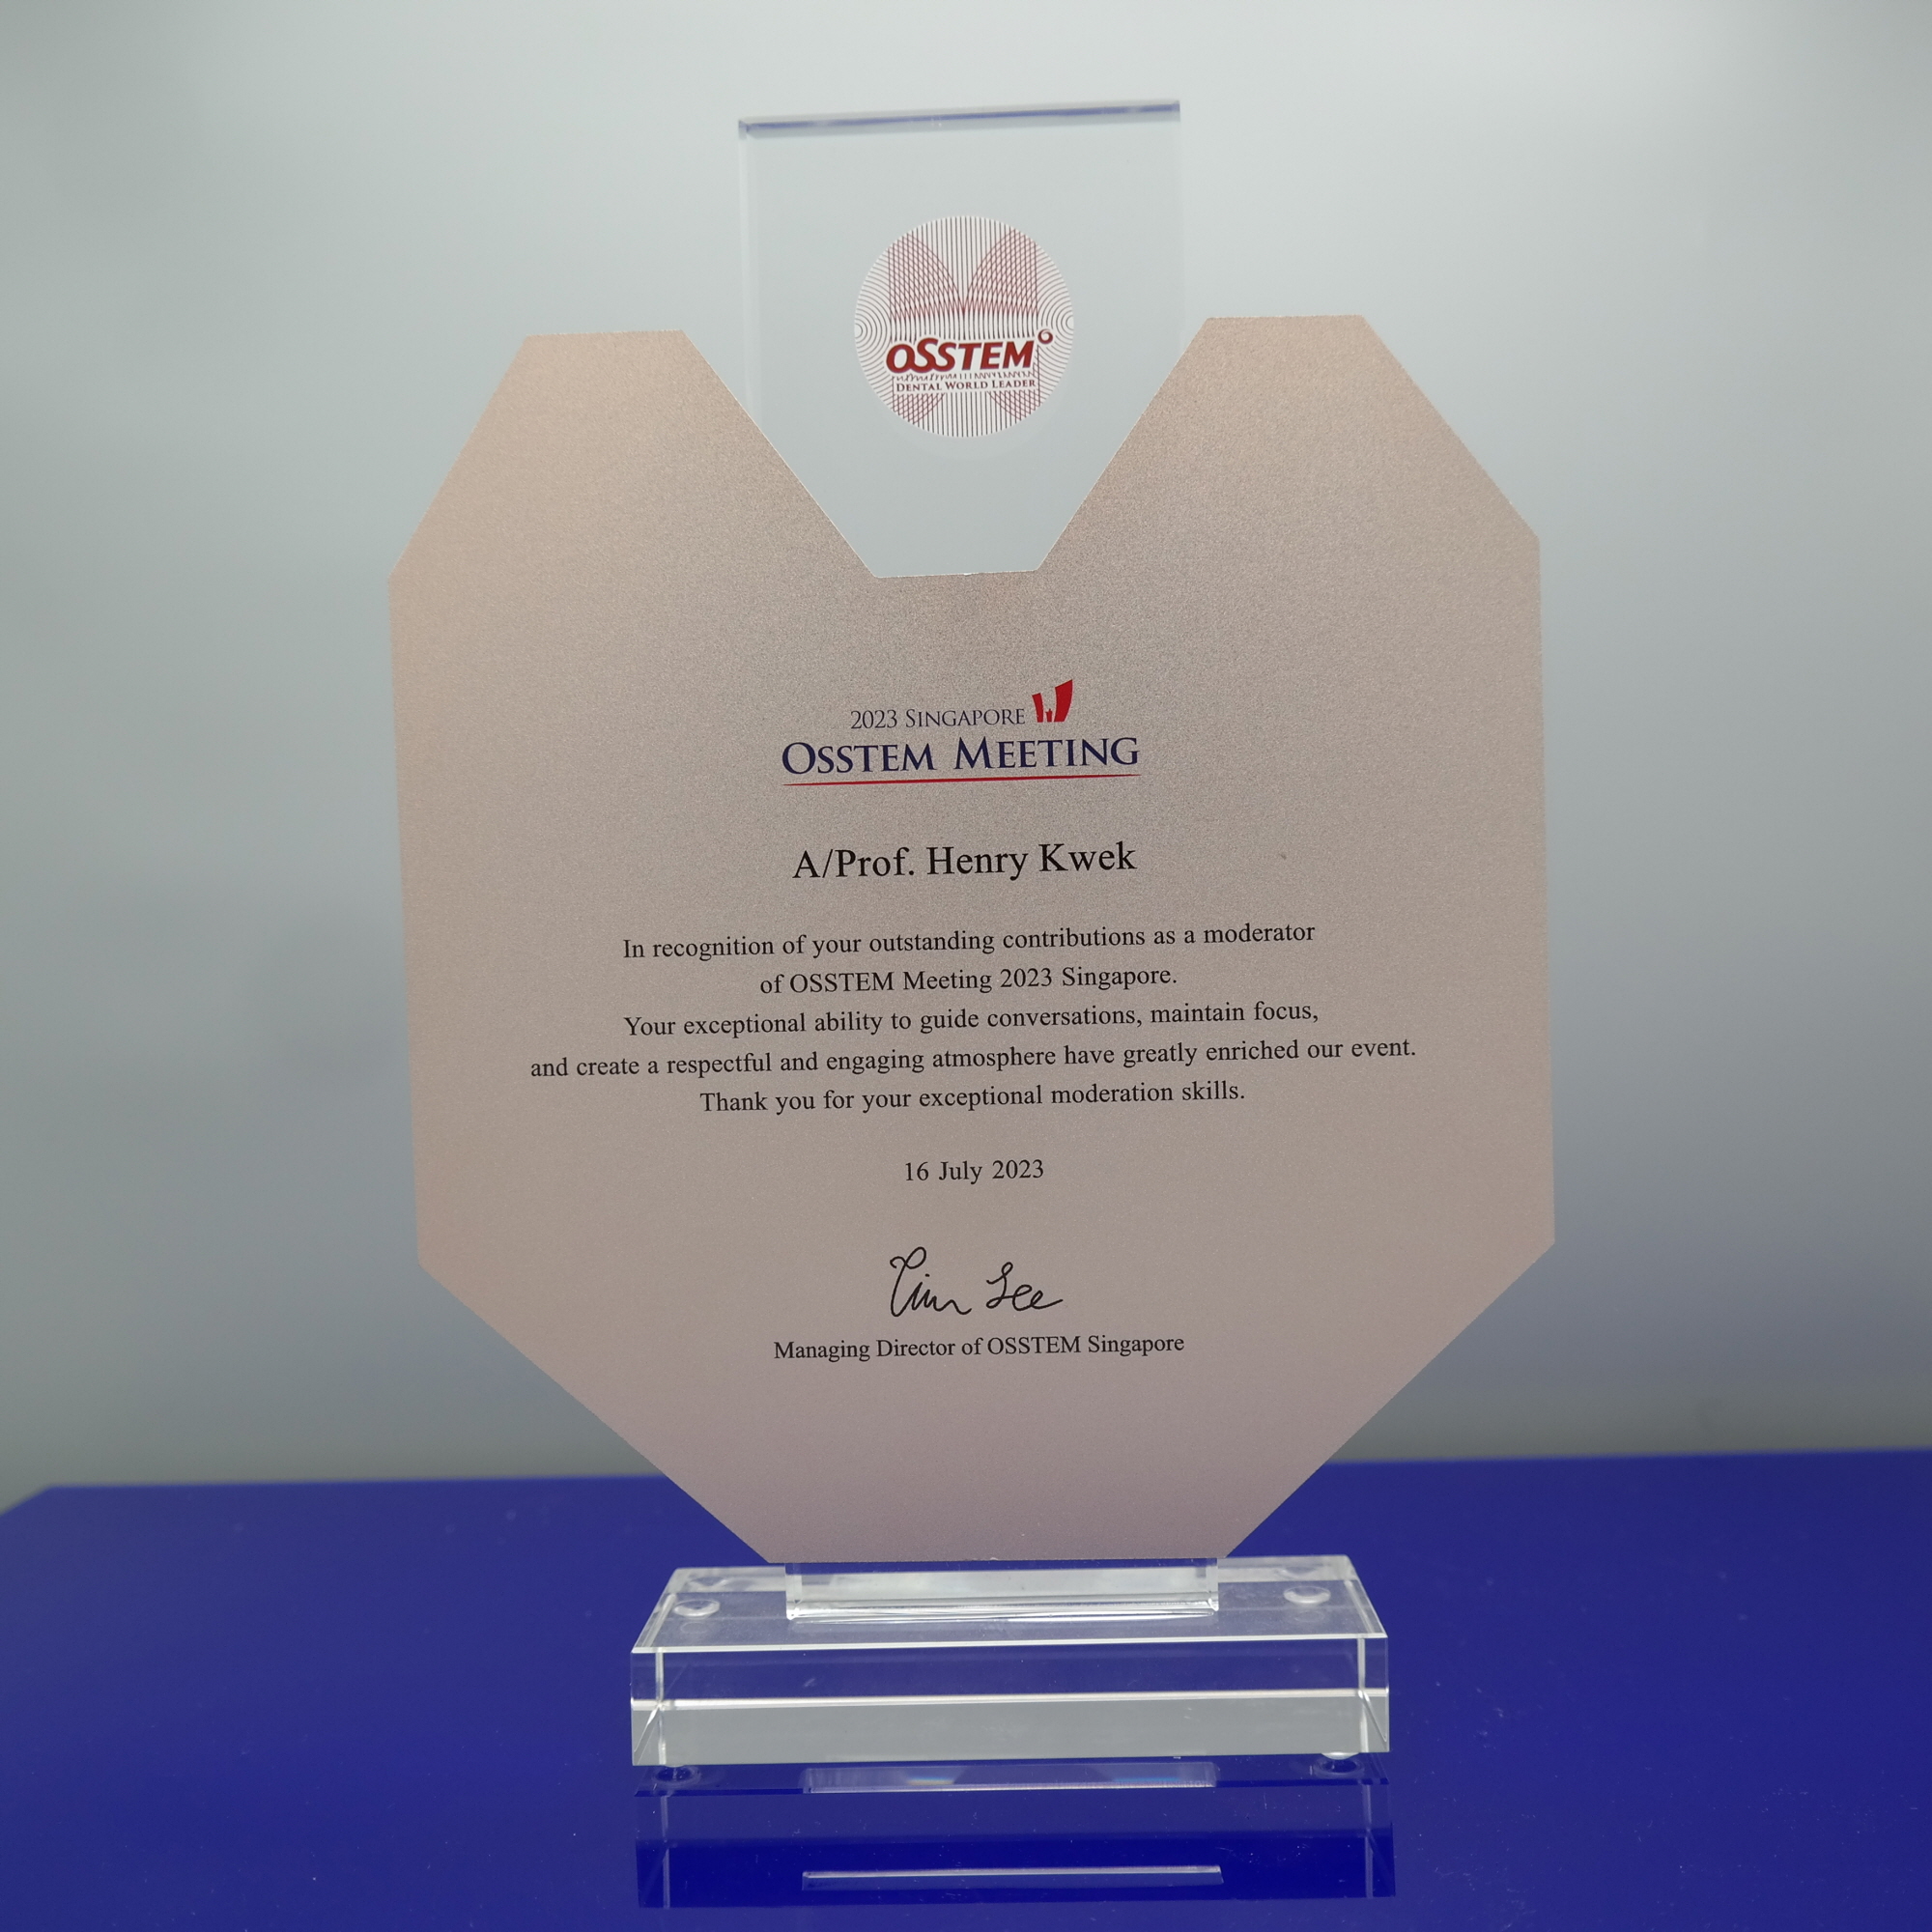 OSSTEM
DENTAL WORLD LEADER
2023 SINGAPORE
OSSTEM MEETING
A/Prof. Henry Kwek
In recognition of your outstanding contributions as a moderator
of OSSTEM Meeting 2023 Singapore.
Your exceptional ability to guide conversations, maintain focus,
and create a respectful and engaging atmosphere have greatly enriched our event.
Thank you for your exceptional moderation skills.
16 July 2023
Tim Lee
Managing Director of OSSTEM Singapore